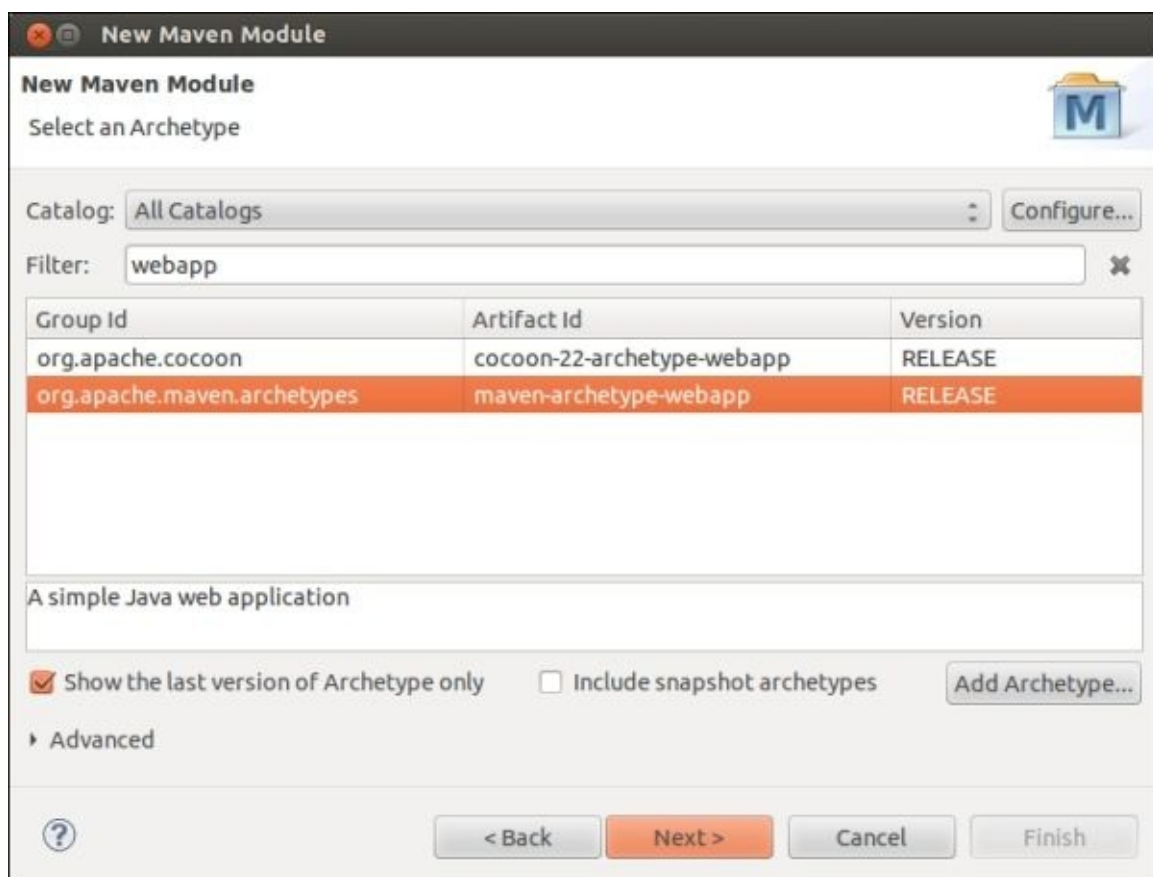 New Maven Module
New Maven Module
Select an Archetype
M
Catalog: All Catalogs Configure...
Filter: webapp
Group Id Artifact Id Version
org.apache.cocoon cocoon-22-archetype-webapp RELEASE
org.apache.maven.archetypes maven-archetype-webapp RELEASE
A simple Java web application
Show the last version of Archetype only Include snapshot archetypes Add Archetype...
Advanced
? < Back Next > Cancel Finish